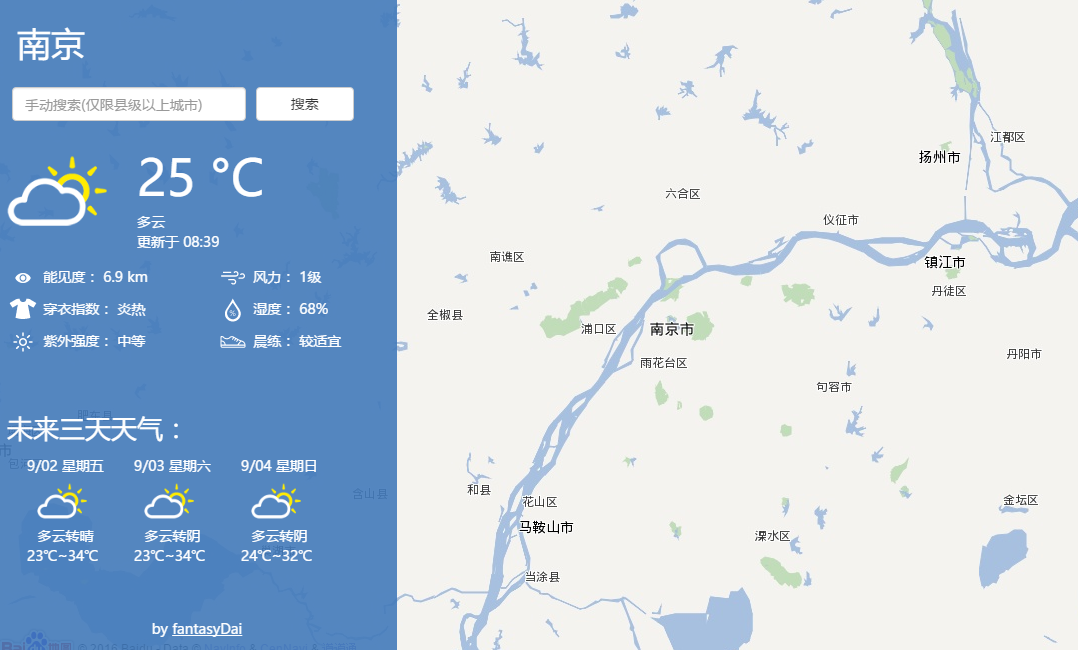 南京
手动搜索(仅限县级以上城市)
搜索
25 °C
多云
更新于 08:39
能见度： 6.9 km
风力： 1级
穿衣指数： 炎热
湿度： 68%
紫外强度： 中等
晨练： 较适宜
未来三天天气：
9/02 星期五
9/03 星期六
9/04 星期日
多云转晴
多云转阴
多云转阴
23℃~34℃
23℃~34℃
24℃~32℃
by fantasyDai
含山县
江都区
扬州市
六合区
仪征市
南谯区
镇江市
丹徒区
全椒县
浦口区
南京市
雨花台区
丹阳市
句容市
和县
花山区
金坛区
马鞍山市
溧水区
当涂县